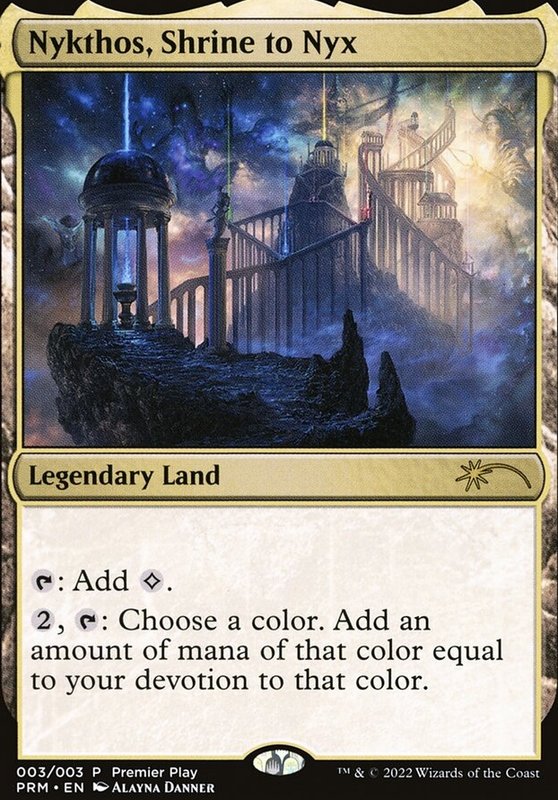 Nykthos, Shrine to Nyx
Legendary Land
: Add .
2, : Choose a color. Add an
amount of mana of that color equal
to your devotion to that color.
003/003 P Premier Play
PRM • EN Alayna Danner
™ & © 2022 Wizards of the Coast